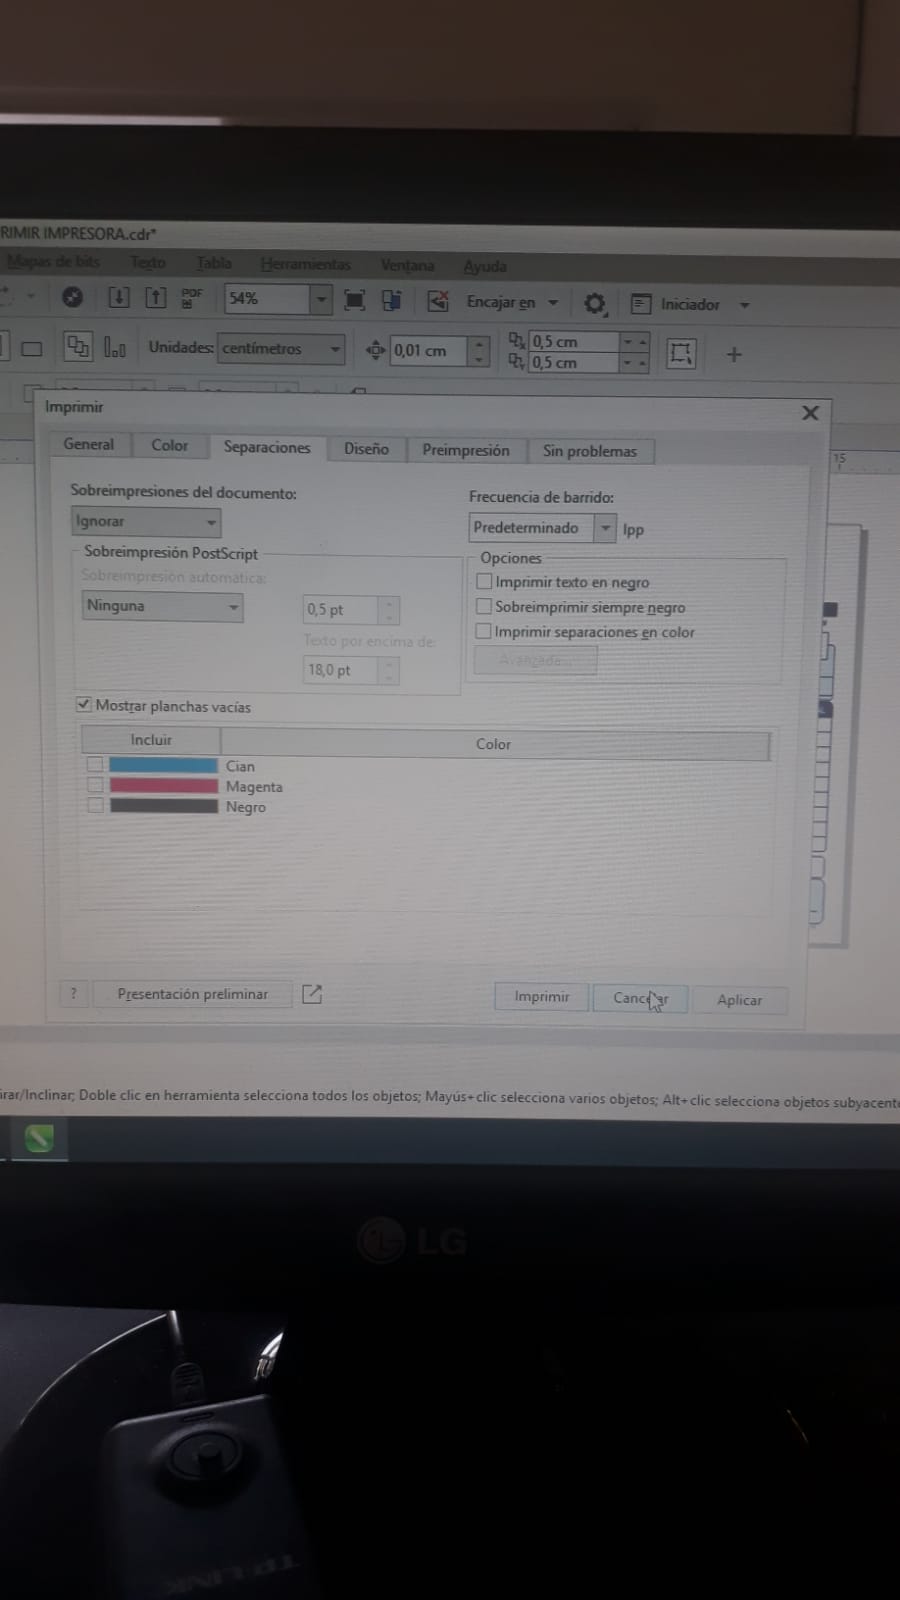 RIMIR IMPRESORA.cdr*
Mapas de bits Texto Tabla Herramientas Ventana Ayuda
PDF 54% Encajar en Iniciador
Unidades: centímetros 0,01 cm 0,5 cm
0,5 cm
Imprimir
General Color Separaciones Diseño Preimpresión Sin problemas
15
Sobreimpresiones del documento:
Ignorar
Sobreimpresión PostScript
Sobreimpresión automática:
Ninguna
0,5 pt
Texto por encima de:
18,0 pt
Frecuencia de barrido:
Predeterminado lpp
Opciones
Imprimir texto en negro
Sobreimprimir siempre negro
Imprimir separaciones en color
Avanzada...
Mostrar planchas vacías
Incluir Color
Cian
Magenta
Negro
? Presentación preliminar Imprimir Cancelar Aplicar
irar/Inclinar; Doble clic en herramienta selecciona todos los objetos; Mayús+clic selecciona varios objetos; Alt+clic selecciona objetos subyacent
LG
TP-LINK